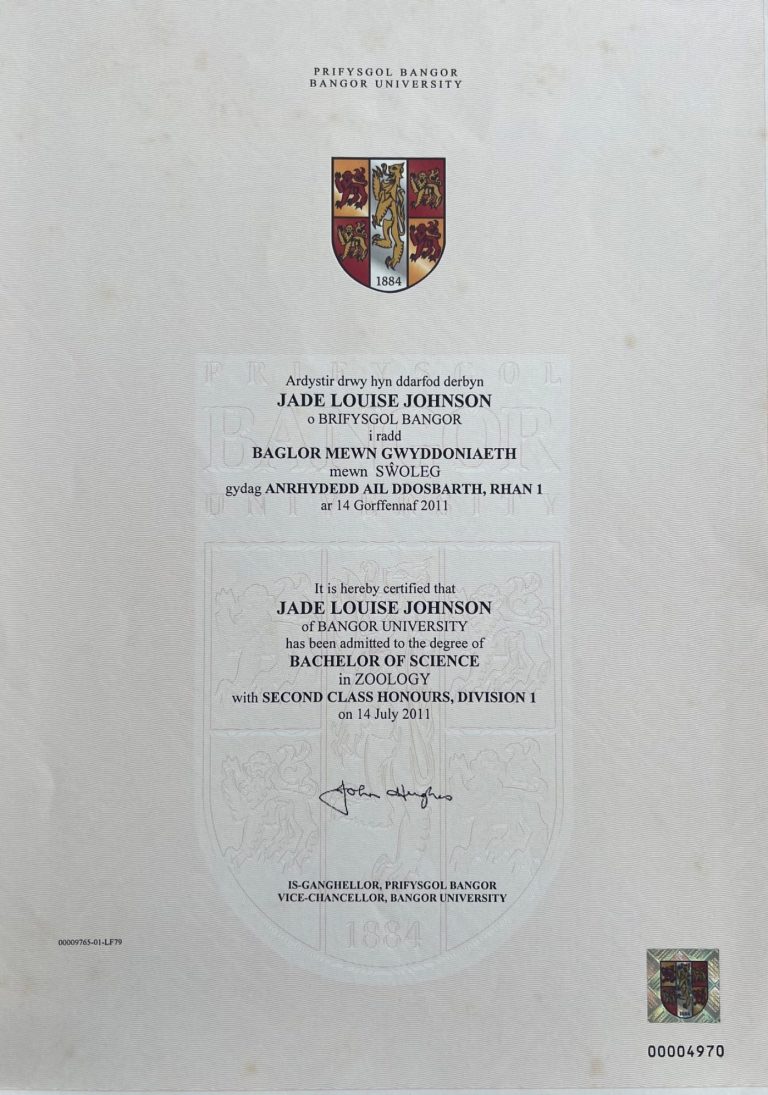 PRIFYSGOL BANGOR
BANGOR UNIVERSITY
1884
Ardystir drwy hyn ddarfod derbyn
JADE LOUISE JOHNSON
o BRIFYSGOL BANGOR
i radd
BAGLOR MEWN GWYDDONIAETH
mewn SŴOLEG
gydag ANRHYDEDD AIL DDOSBARTH, RHAN 1
ar 14 Gorffennaf 2011
PRIFYSGOL
BANGOR
UNIVERSITY
It is hereby certified that
JADE LOUISE JOHNSON
of BANGOR UNIVERSITY
has been admitted to the degree of
BACHELOR OF SCIENCE
in ZOOLOGY
with SECOND CLASS HONOURS, DIVISION 1
on 14 July 2011
John Hughes
IS-GANGHELLOR, PRIFYSGOL BANGOR
VICE-CHANCELLOR, BANGOR UNIVERSITY
1884
00009765-01-LF79
1884
00004970